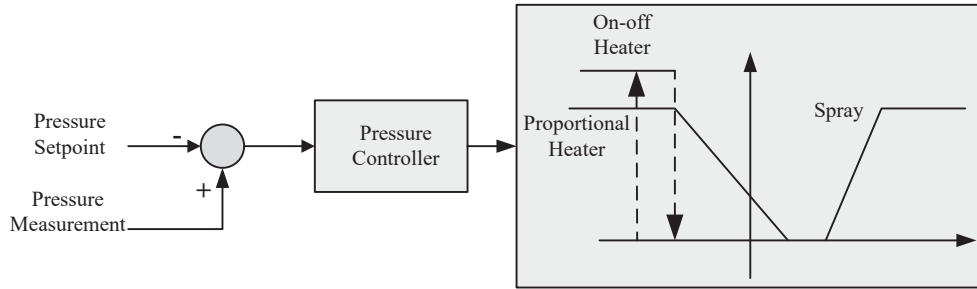 Pressure
Setpoint
-
+
Pressure
Measurement
Pressure
Controller
On-off
Heater
Proportional
Heater
Spray